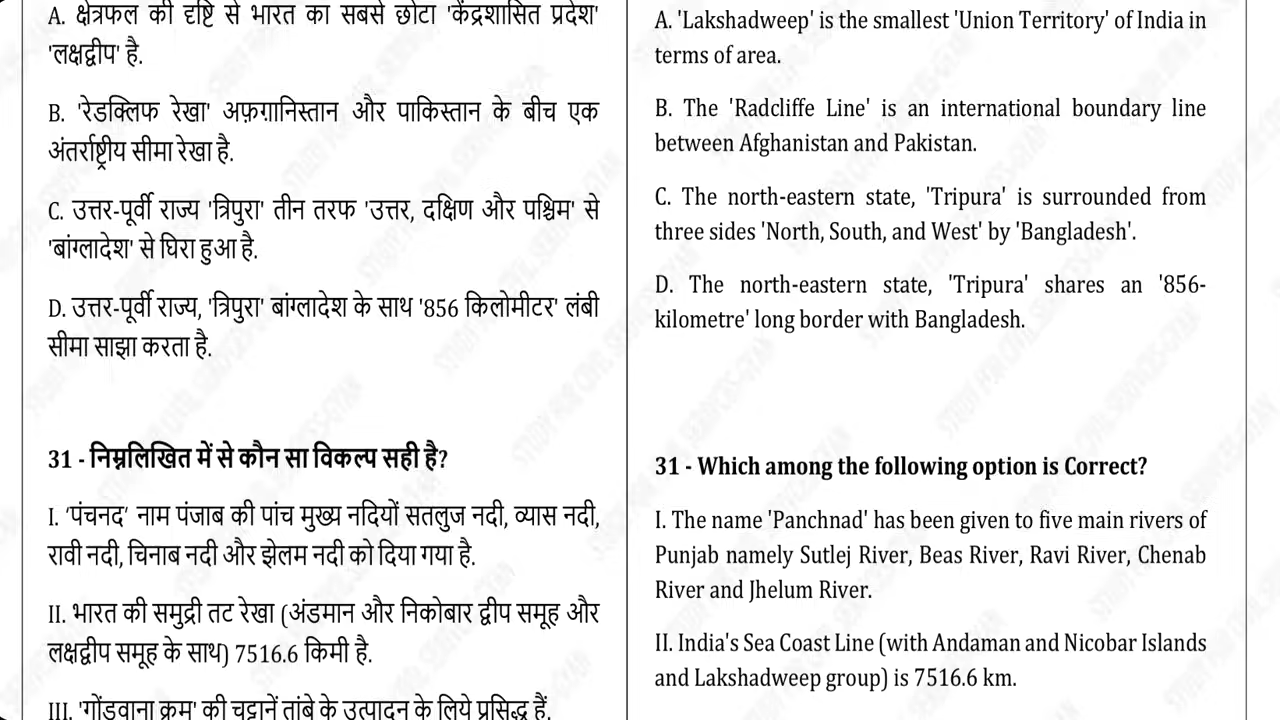 A. क्षेत्रफल की दृष्टि से भारत का सबसे छोटा 'केंद्रशासित प्रदेश'
'लक्षद्वीप' है.
B. 'रेडक्लिफ रेखा' अफ़ग़ानिस्तान और पाकिस्तान के बीच एक
अंतर्राष्ट्रीय सीमा रेखा है.
C. उत्तर-पूर्वी राज्य 'त्रिपुरा' तीन तरफ 'उत्तर, दक्षिण और पश्चिम' से
'बांग्लादेश' से घिरा हुआ है.
D. उत्तर-पूर्वी राज्य, 'त्रिपुरा' बांग्लादेश के साथ '856 किलोमीटर' लंबी
सीमा साझा करता है.
31 - निम्नलिखित में से कौन सा विकल्प सही है?
I. 'पंचनद' नाम पंजाब की पांच मुख्य नदियों सतलुज नदी, व्यास नदी,
रावी नदी, चिनाब नदी और झेलम नदी को दिया गया है.
II. भारत की समुद्री तट रेखा (अंडमान और निकोबार द्वीप समूह और
लक्षद्वीप समूह के साथ) 7516.6 किमी है.
III. 'गोंडवाना क्रम' की चट्टानें तांबे के उत्पादन के लिये प्रसिद्ध हैं.
A. 'Lakshadweep' is the smallest 'Union Territory' of India in
terms of area.
B. The 'Radcliffe Line' is an international boundary line
between Afghanistan and Pakistan.
C. The north-eastern state, 'Tripura' is surrounded from
three sides 'North, South, and West' by 'Bangladesh'.
D. The north-eastern state, 'Tripura' shares an '856-
kilometre' long border with Bangladesh.
31 - Which among the following option is Correct?
I. The name 'Panchnad' has been given to five main rivers of
Punjab namely Sutlej River, Beas River, Ravi River, Chenab
River and Jhelum River.
II. India's Sea Coast Line (with Andaman and Nicobar Islands
and Lakshadweep group) is 7516.6 km.